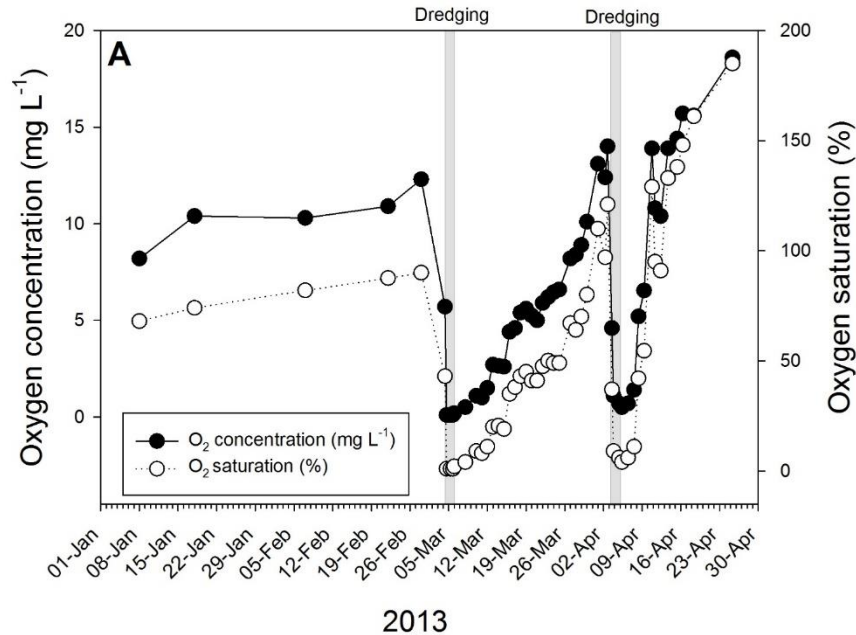 Dredging
Dredging
A
20
15
10
5
0
Oxygen concentration (mg L⁻¹)
200
150
100
50
0
Oxygen saturation (%)
O₂ concentration (mg L⁻¹)
O₂ saturation (%)
01-Jan
08-Jan
15-Jan
22-Jan
29-Jan
05-Feb
12-Feb
19-Feb
26-Feb
05-Mar
12-Mar
19-Mar
26-Mar
02-Apr
09-Apr
16-Apr
23-Apr
30-Apr
2013